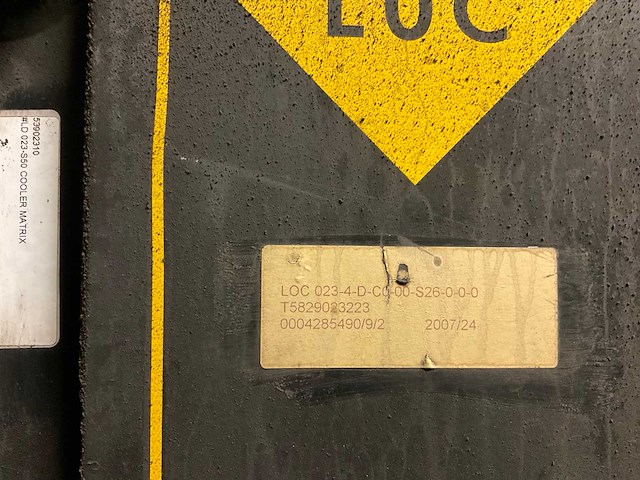 LOC
53902310
#LD 023-S50 COOLER MATRIX
LOC 023-4-D-C0-00-S26-0-0-0
T5829023223
0004285490/9/2 2007/24